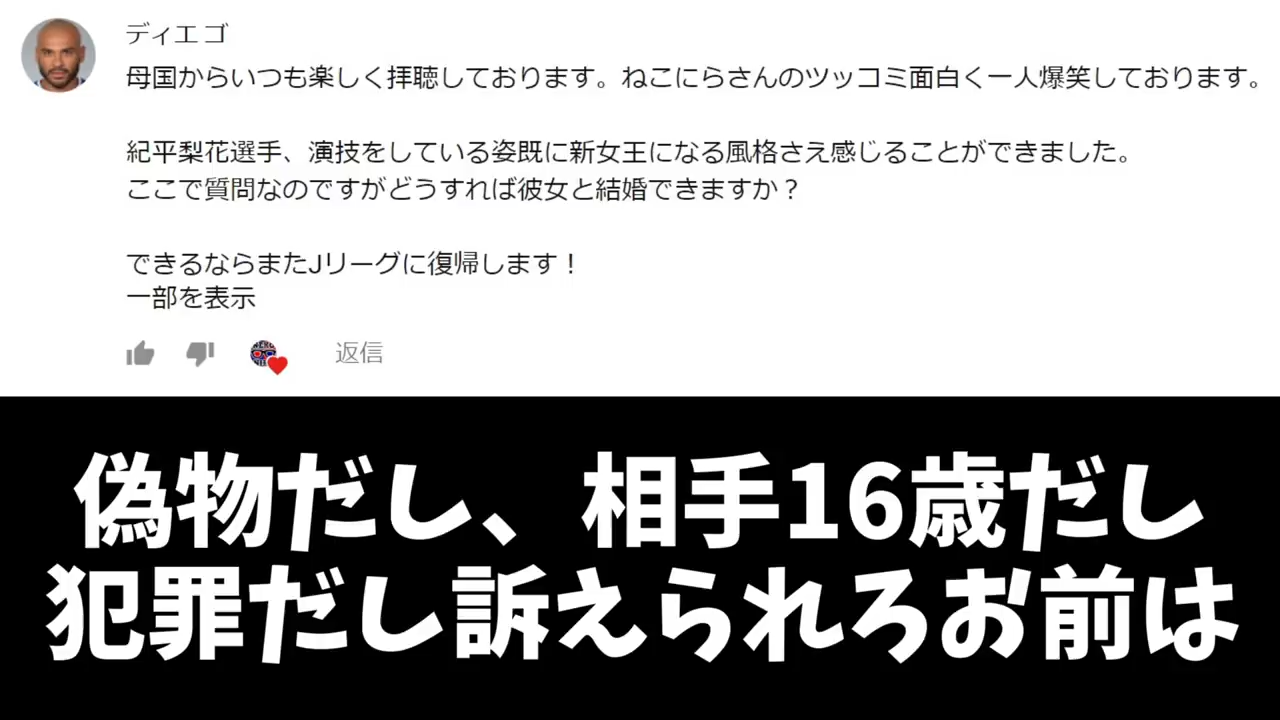 ディエゴ
母国からいつも楽しく拝聴しております。ねこにらさんのツッコミ面白く一人爆笑しております。
紀平梨花選手、演技をしている姿既に新女王になる風格さえ感じることができました。
ここで質問なのですがどうすれば彼女と結婚できますか？
できるならまたJリーグに復帰します！
一部を表示
返信
偽物だし、相手16歳だし
犯罪だし訴えられろお前は